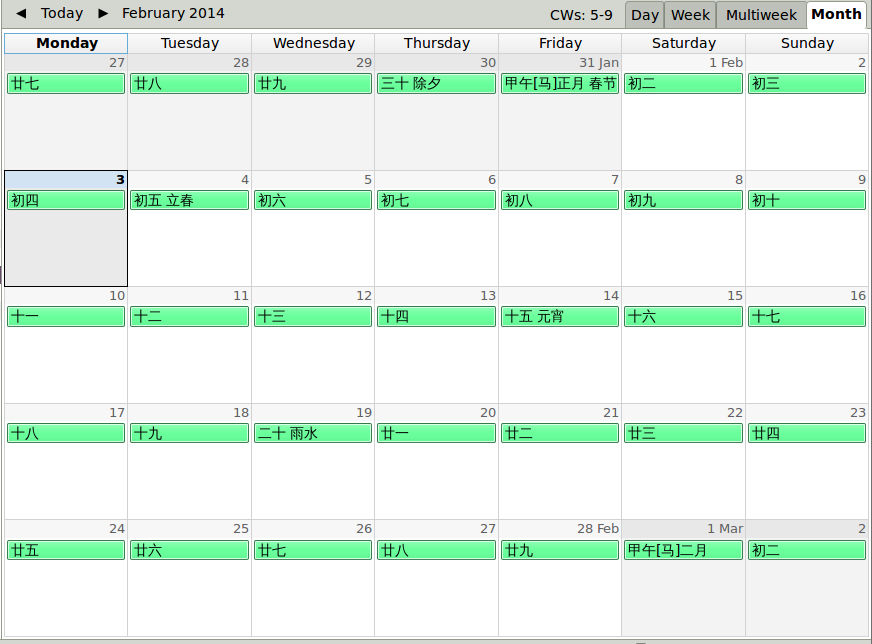 ◀ Today ▶ February 2014 CWs: 5-9 Day Week Multiweek Month
Monday Tuesday Wednesday Thursday Friday Saturday Sunday
27 28 29 30 31 Jan 1 Feb 2
廿七 廿八 廿九 三十 除夕 甲午[马]正月 春节 初二 初三
3 4 5 6 7 8 9
初四 初五 立春 初六 初七 初八 初九 初十
10 11 12 13 14 15 16
十一 十二 十三 十四 十五 元宵 十六 十七
17 18 19 20 21 22 23
十八 十九 二十 雨水 廿一 廿二 廿三 廿四
24 25 26 27 28 Feb 1 Mar 2
廿五 廿六 廿七 廿八 廿九 甲午[马]二月 初二